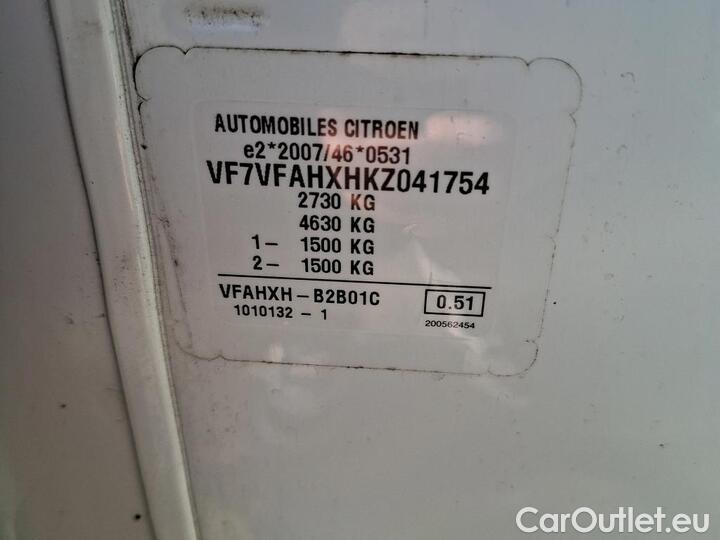 AUTOMOBILES CITROEN
e2*2007/46*0531
VF7VFAHXHKZ041754
2730 KG
4630 KG
1- 1500 KG
2- 1500 KG
VFAHXH-B2B01C
0.51
1010132 - 1
200562454
CarOutlet.eu